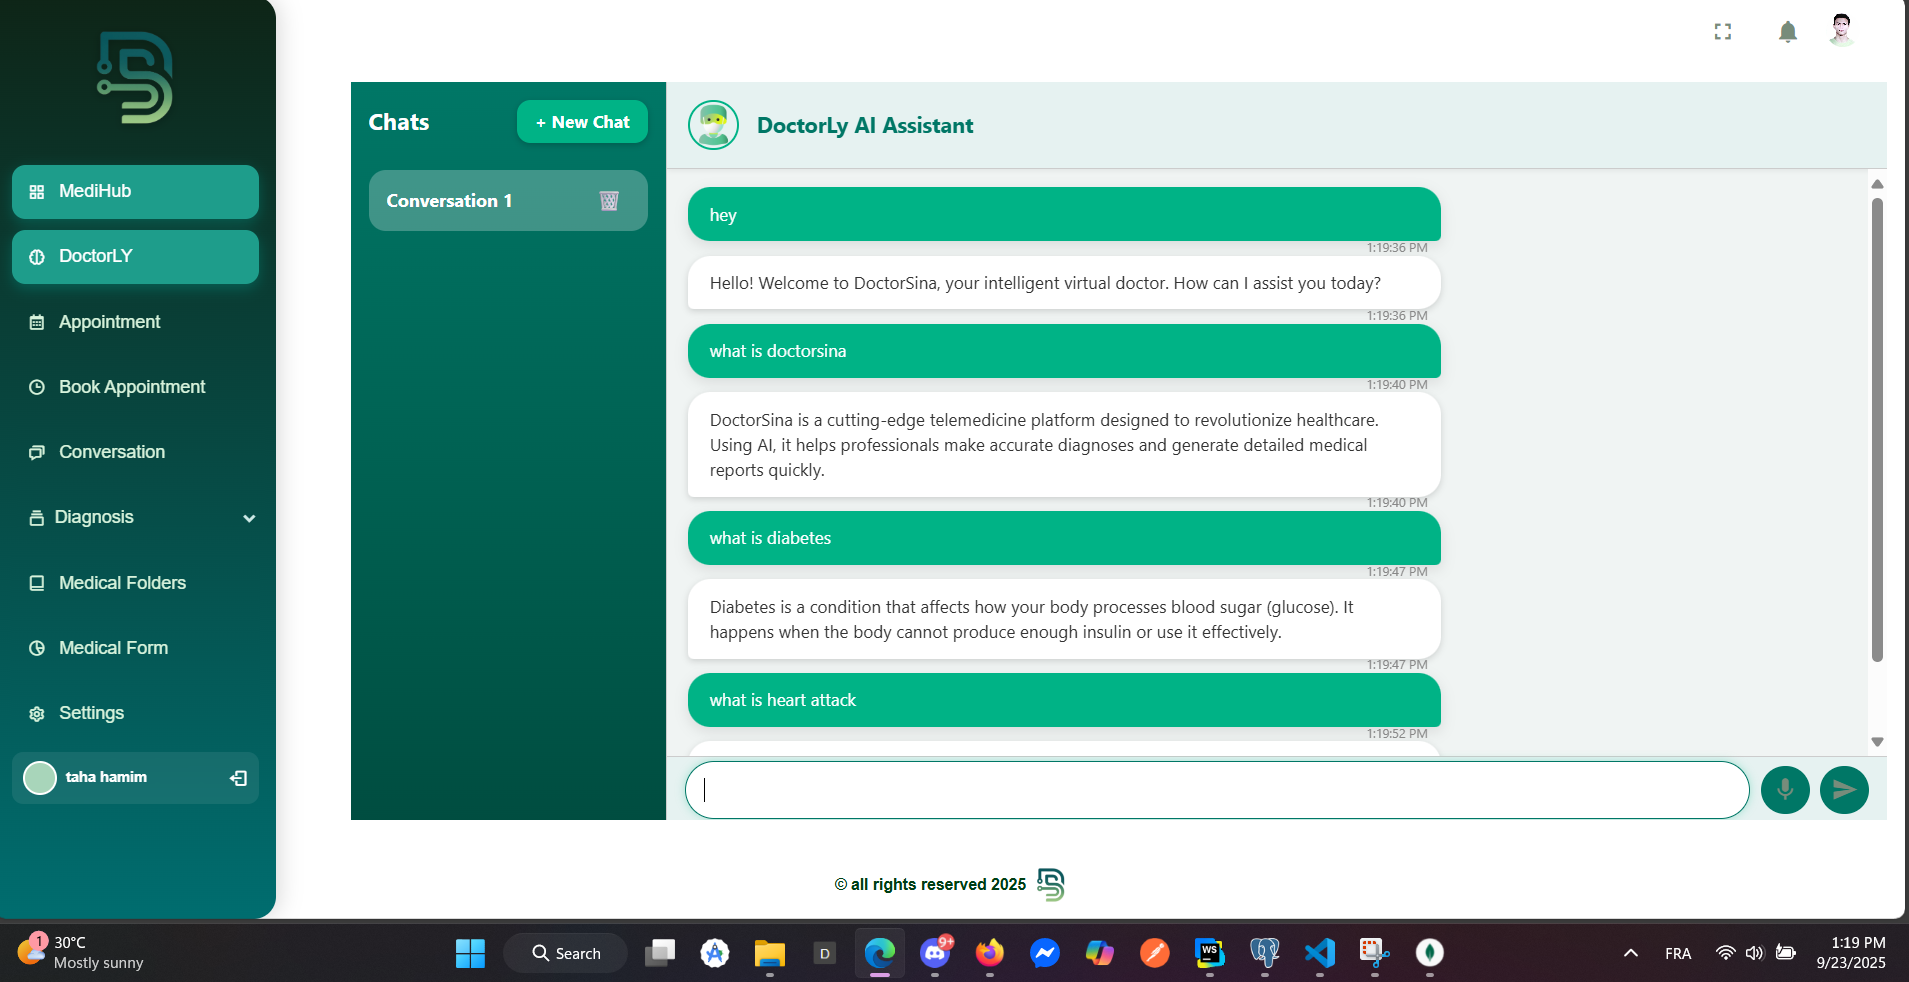 MediHub
DoctorLY
Appointment
Book Appointment
Conversation
Diagnosis
Medical Folders
Medical Form
Settings
taha hamim
Chats
+ New Chat
Conversation 1
DoctorLy AI Assistant
hey
1:19:36 PM
Hello! Welcome to DoctorSina, your intelligent virtual doctor. How can I assist you today?
1:19:36 PM
what is doctorsina
1:19:40 PM
DoctorSina is a cutting-edge telemedicine platform designed to revolutionize healthcare.
Using AI, it helps professionals make accurate diagnoses and generate detailed medical
reports quickly.
1:19:40 PM
what is diabetes
1:19:47 PM
Diabetes is a condition that affects how your body processes blood sugar (glucose). It
happens when the body cannot produce enough insulin or use it effectively.
1:19:47 PM
what is heart attack
1:19:52 PM
© all rights reserved 2025
1
30°C
Mostly sunny
Search
D
9+
WS
FRA
1:19 PM
9/23/2025